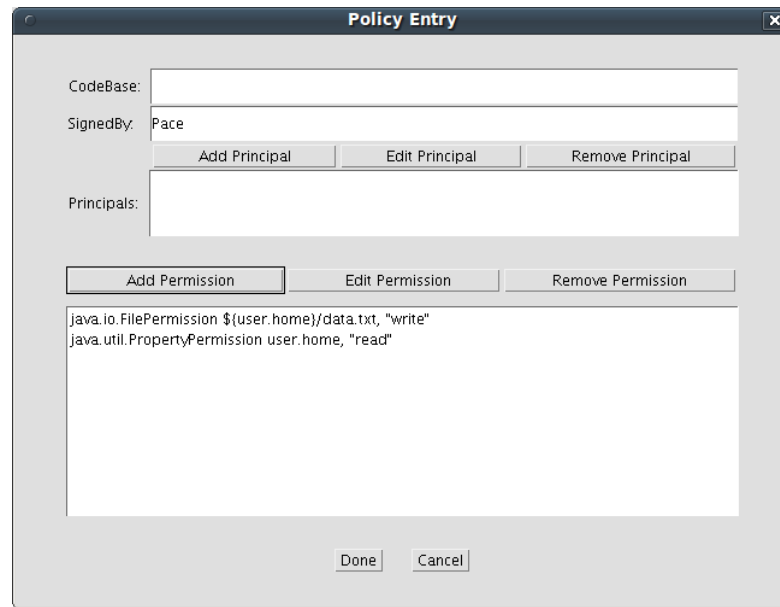 Policy Entry
CodeBase:
SignedBy: Pace
Add Principal Edit Principal Remove Principal
Principals:
Add Permission Edit Permission Remove Permission
java.io.FilePermission ${user.home}/data.txt, "write"
java.util.PropertyPermission user.home, "read"
Done Cancel